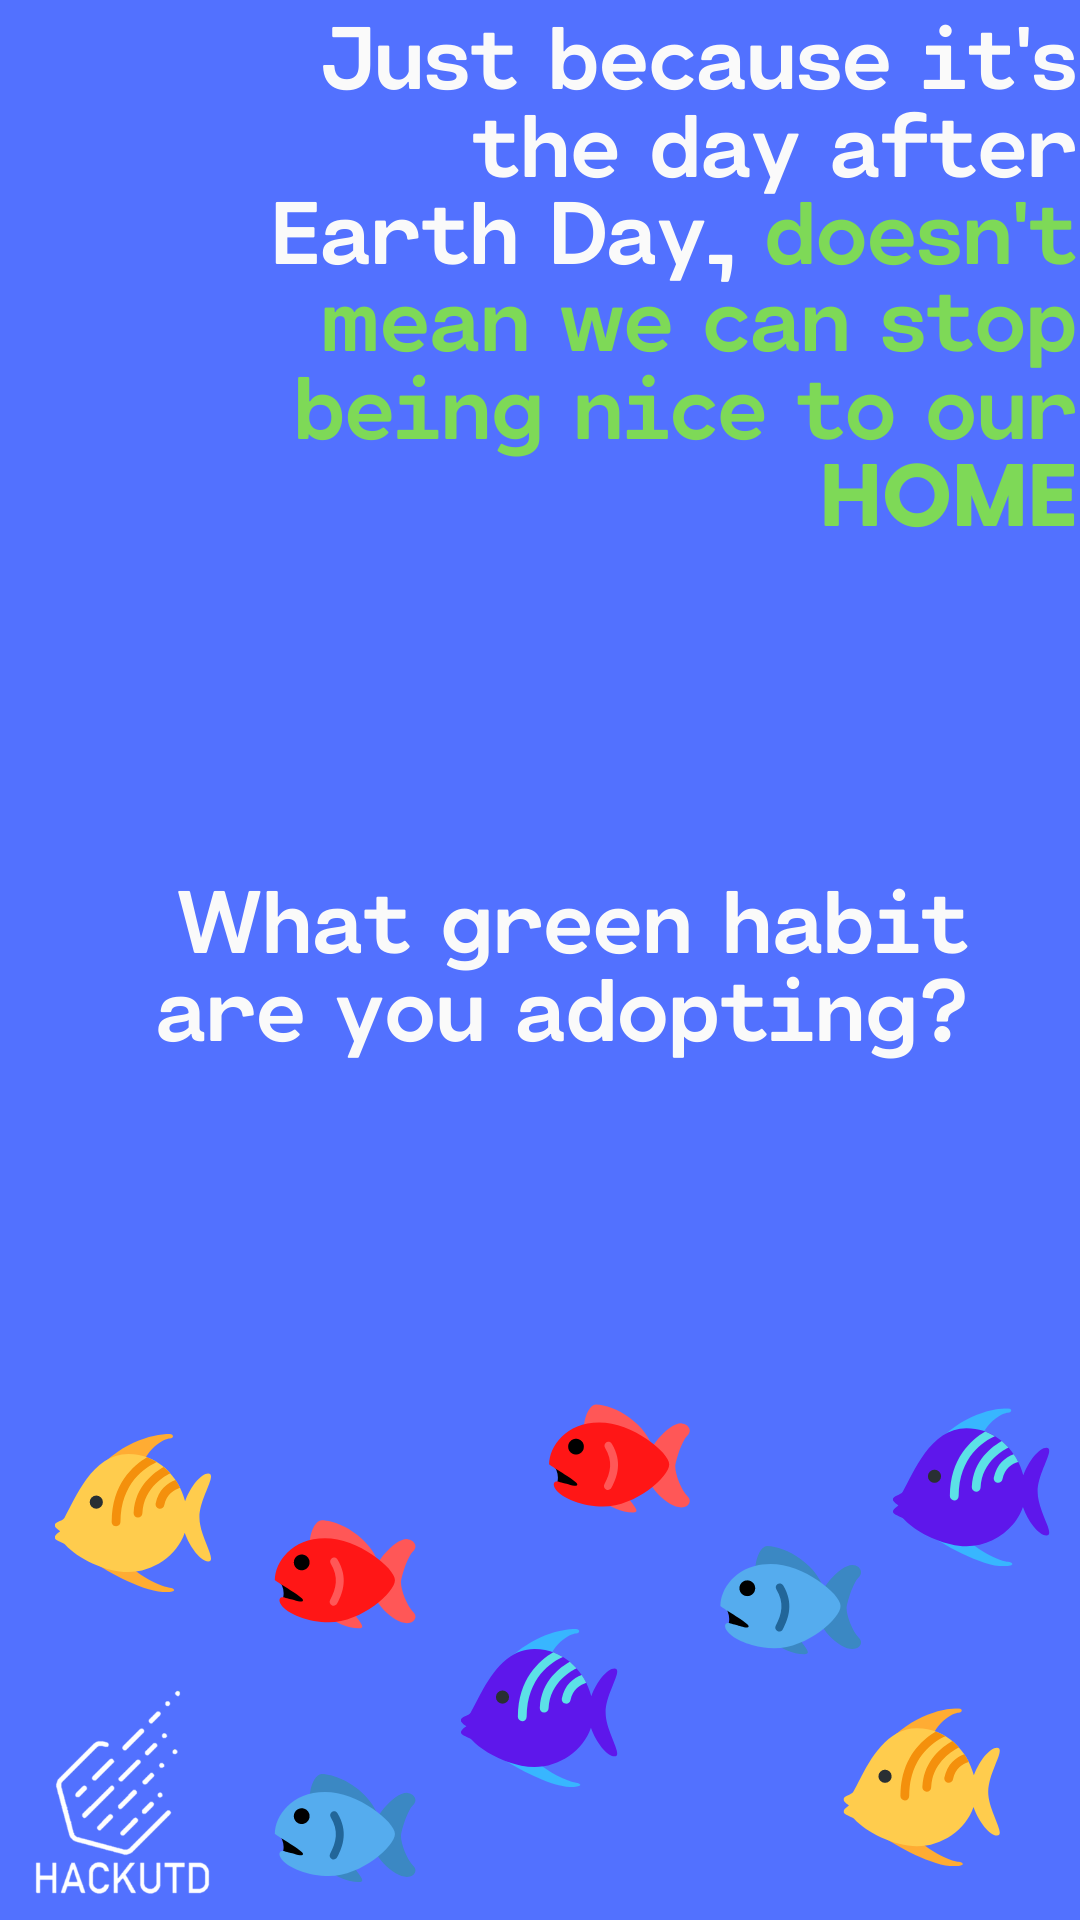 Just because it's
the day after
Earth Day, doesn't
mean we can stop
being nice to our
HOME
What green habit
are you adopting?
HACKUTD